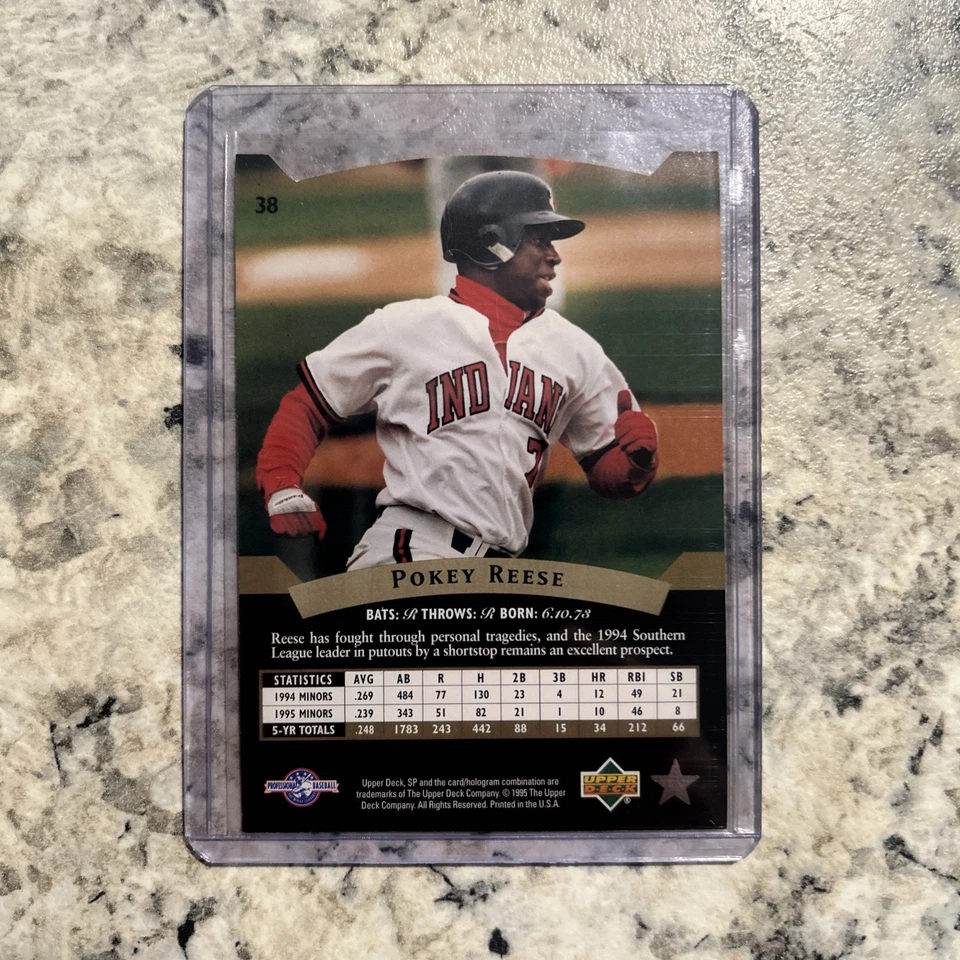 38
INDIANA
7
POKEY REESE
BATS: R THROWS: R BORN: 6.10.73
Reese has fought through personal tragedies, and the 1994 Southern
League leader in putouts by a shortstop remains an excellent prospect.
STATISTICS AVG AB R H 2B 3B HR RBI SB
1994 MINORS .269 484 77 130 23 4 12 49 21
1995 MINORS .239 343 51 82 21 1 10 46 8
5-YR TOTALS .248 1783 243 442 88 15 34 212 66
PROFESSIONAL BASEBALL
Upper Deck, SP and the card/hologram combination are
trademarks of The Upper Deck Company. © 1995 The Upper
Deck Company. All Rights Reserved. Printed in the U.S.A.
UPPER
DECK
®